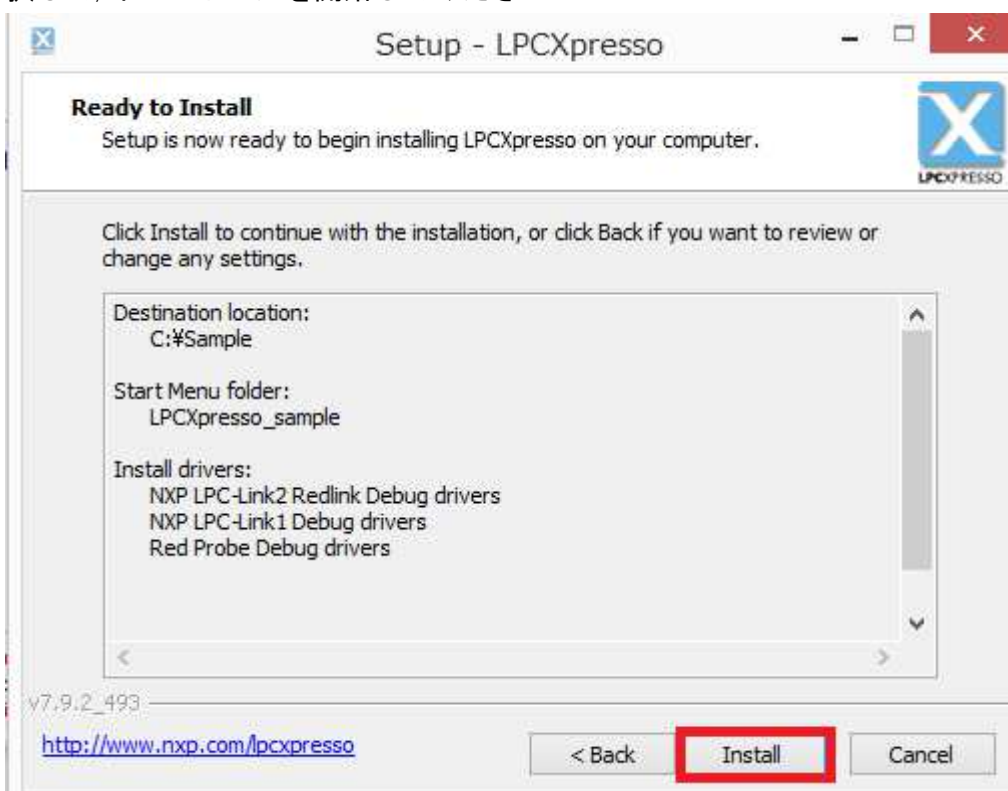 Setup - LPCXpresso
Ready to Install
Setup is now ready to begin installing LPCXpresso on your computer.
LPCXPRESSO
Click Install to continue with the installation, or click Back if you want to review or
change any settings.
Destination location:
C:¥Sample
Start Menu folder:
LPCXpresso_sample
Install drivers:
NXP LPC-Link2 Redlink Debug drivers
NXP LPC-Link1 Debug drivers
Red Probe Debug drivers
v7.9.2_493
http://www.nxp.com/lpcxpresso
< Back
Install
Cancel